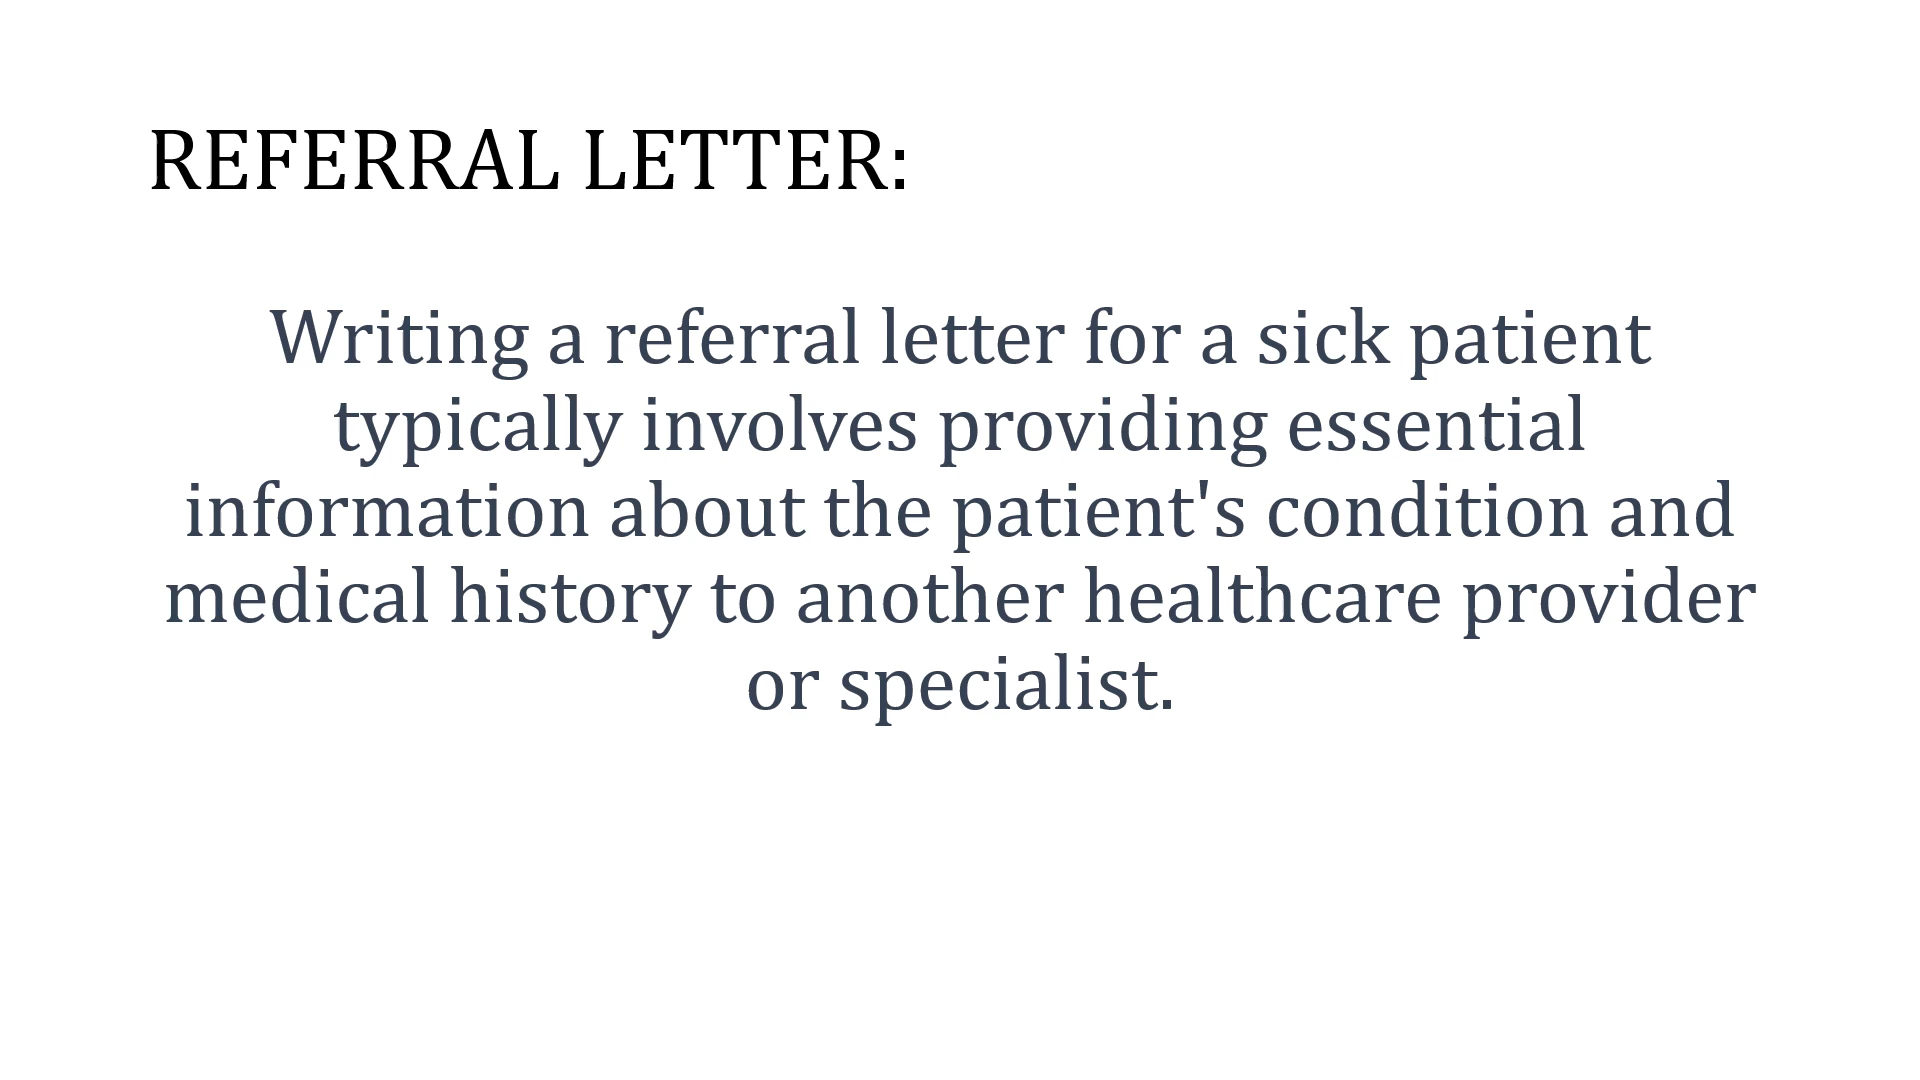 REFERRAL LETTER:
Writing a referral letter for a sick patient
typically involves providing essential
information about the patient's condition and
medical history to another healthcare provider
or specialist.